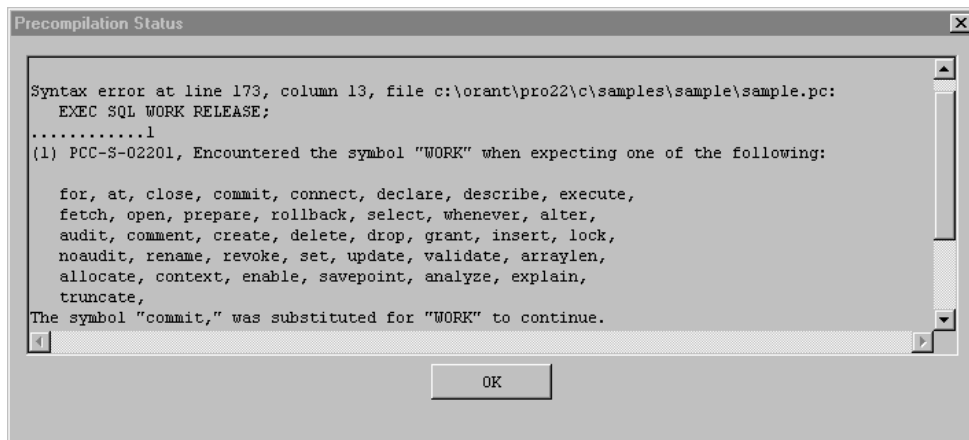 Precompilation Status
Syntax error at line 173, column 13, file c:\orant\pro22\c\samples\sample\sample.pc:
EXEC SQL WORK RELEASE;
............1
(1) PCC-S-02201, Encountered the symbol "WORK" when expecting one of the following:
for, at, close, commit, connect, declare, describe, execute,
fetch, open, prepare, rollback, select, whenever, alter,
audit, comment, create, delete, drop, grant, insert, lock,
noaudit, rename, revoke, set, update, validate, arraylen,
allocate, context, enable, savepoint, analyze, explain,
truncate,
The symbol "commit," was substituted for "WORK" to continue.
OK